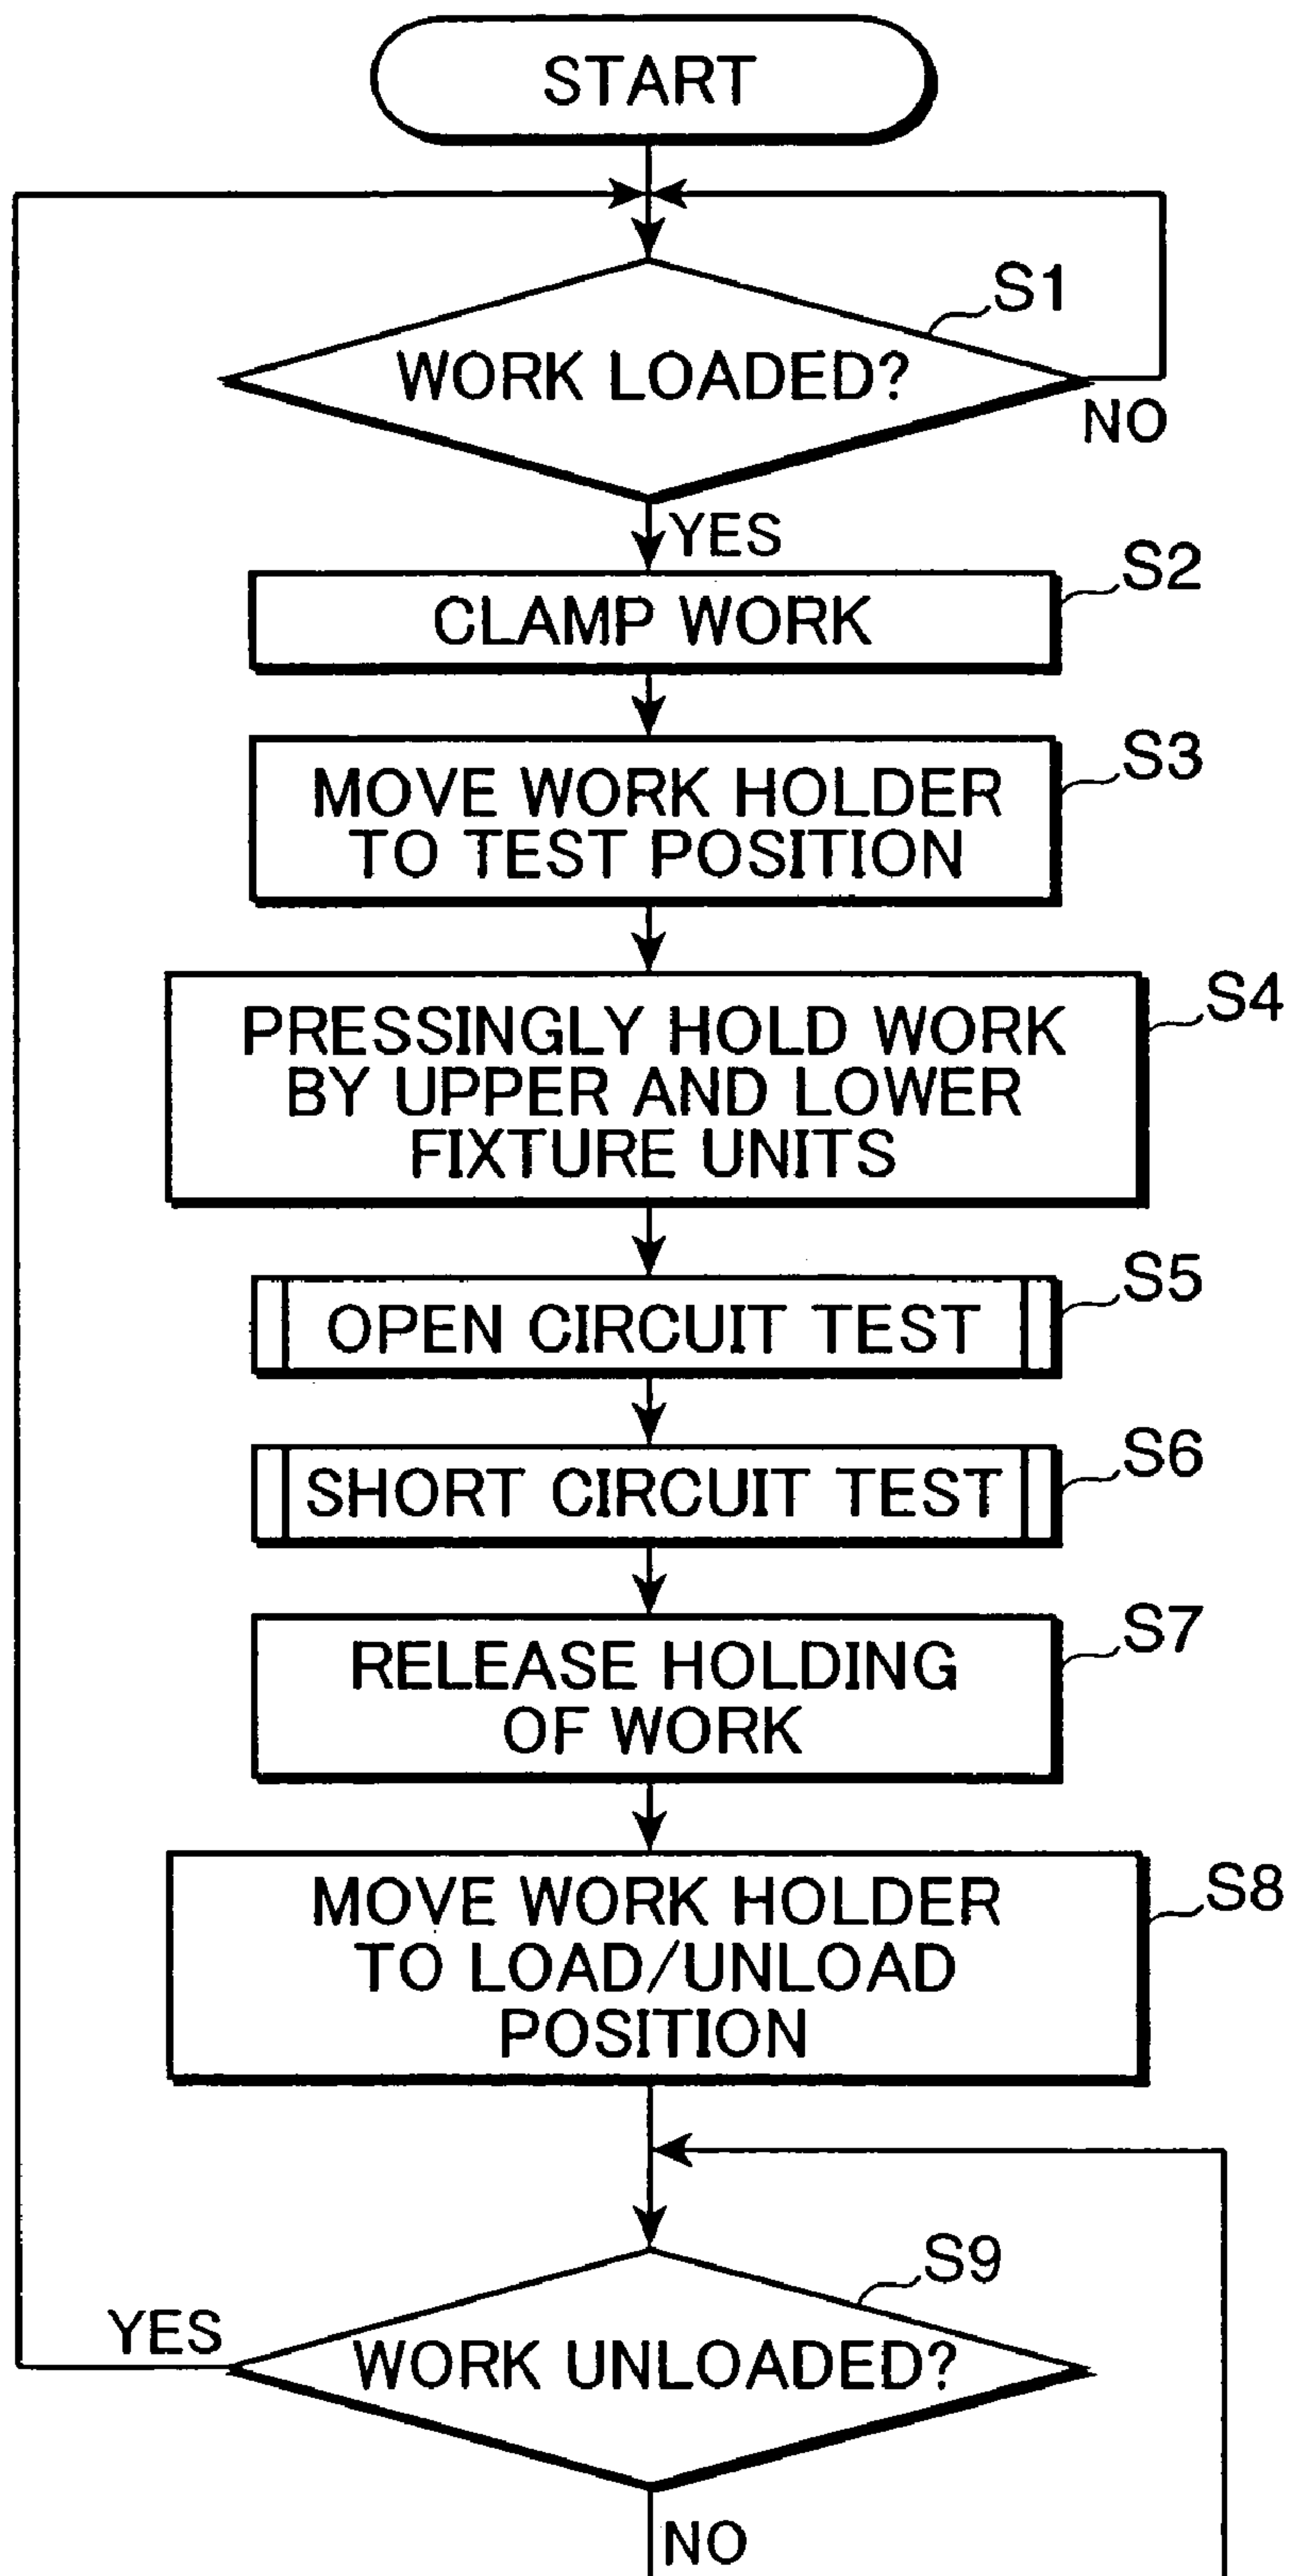 START
S1
WORK LOADED?
NO
YES
S2
CLAMP WORK
S3
MOVE WORK HOLDER
TO TEST POSITION
S4
PRESSINGLY HOLD WORK
BY UPPER AND LOWER
FIXTURE UNITS
S5
OPEN CIRCUIT TEST
S6
SHORT CIRCUIT TEST
S7
RELEASE HOLDING
OF WORK
S8
MOVE WORK HOLDER
TO LOAD/UNLOAD
POSITION
S9
YES
WORK UNLOADED?
NO